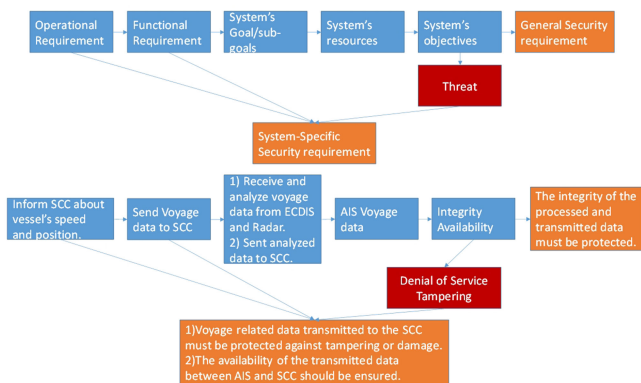 Operational
Requirement
Functional
Requirement
System's
Goal/sub-
goals
System's
resources
System's
objectives
General Security
requirement
Threat
System-Specific
Security requirement
Inform SCC about
vessel's speed
and position.
Send Voyage
data to SCC
1) Receive and
analyze voyage
data from ECDIS
and Radar.
2) Sent analyzed
data to SCC.
AIS Voyage
data
Integrity
Availability
The integrity of the
processed and
transmitted data
must be protected.
Denial of Service
Tampering
1)Voyage related data transmitted to the SCC
must be protected against tampering or damage.
2)The availability of the transmitted data
between AIS and SCC should be ensured.